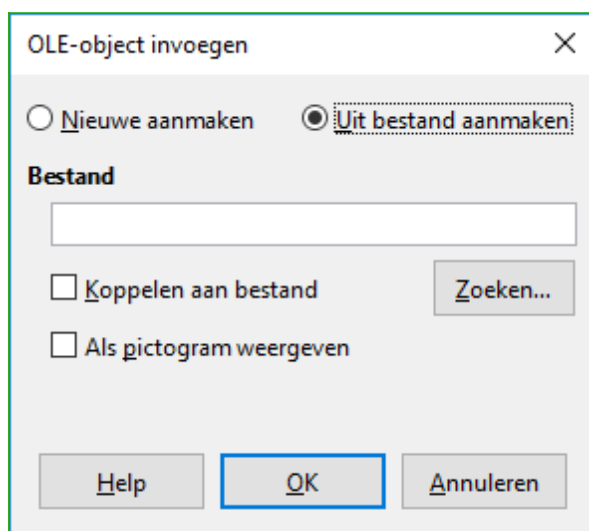 OLE-object invoegen
Nieuwe aanmaken Uit bestand aanmaken
Bestand
Koppelen aan bestand Zoeken...
Als pictogram weergeven
Help OK Annuleren